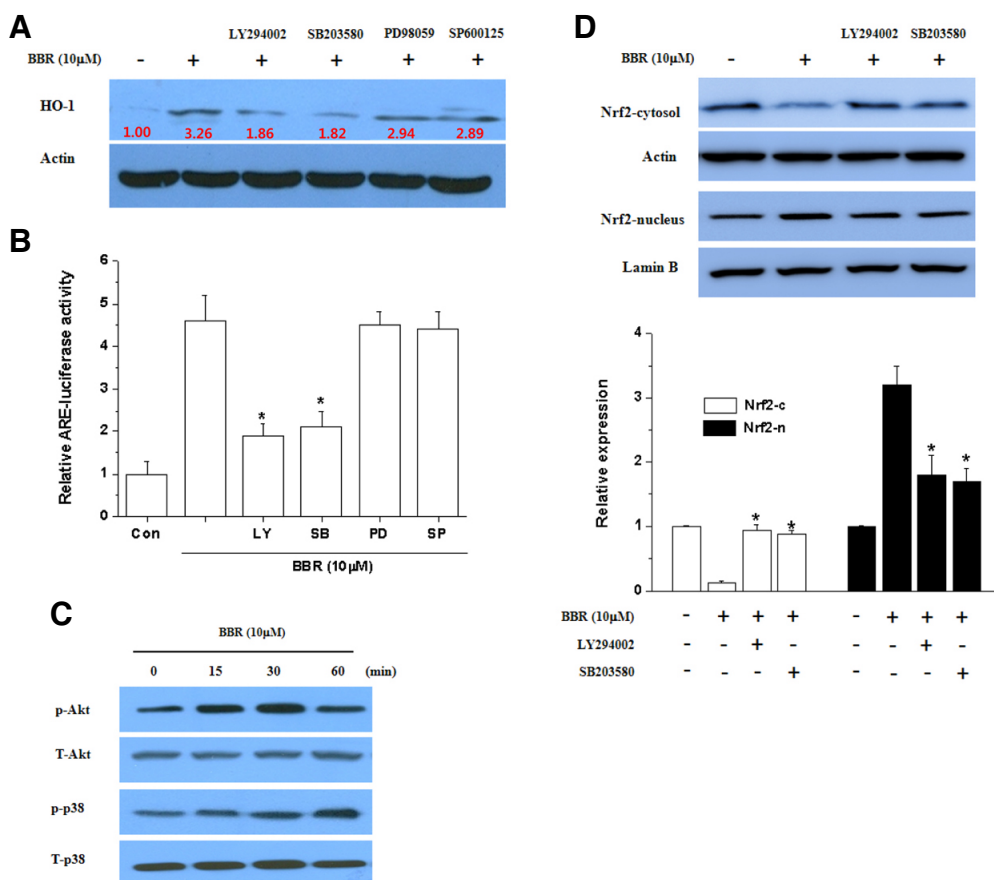 A
LY294002 SB203580 PD98059 SP600125
BBR (10µM) - + + + + +
HO-1
1.00 3.26 1.86 1.82 2.94 2.89
Actin
B
Relative ARE-luciferase activity
6
5
4
3
2
1
0
* *
Con LY SB PD SP
BBR (10µM)
C
BBR (10µM)
0 15 30 60 (min)
p-Akt
T-Akt
p-p38
T-p38
D
LY294002 SB203580
BBR (10µM) - + + +
Nrf2-cytosol
Actin
Nrf2-nucleus
Lamin B
Relative expression
4
3
2
1
0
Nrf2-c
Nrf2-n
* * * *
BBR (10µM) - + + + - + + +
LY294002 - - + - - - + -
SB203580 - - - + - - - +